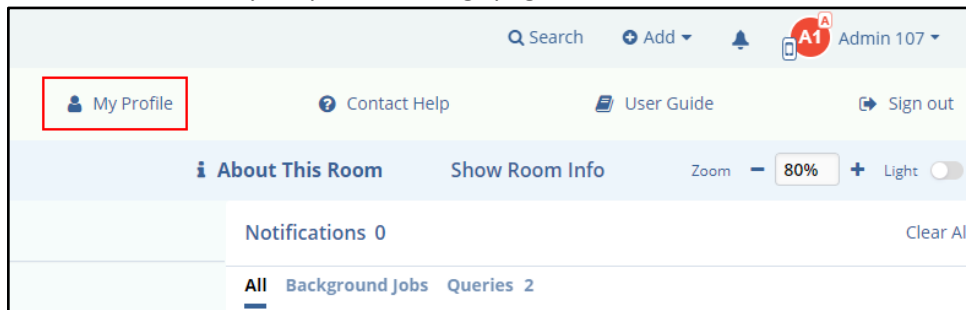 Search Add A1 A Admin 107
My Profile Contact Help User Guide Sign out
About This Room Show Room Info Zoom 80% Light
Notifications 0 Clear Al
All Background Jobs Queries 2